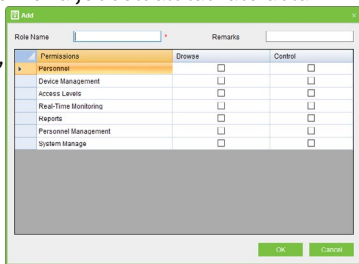 Add
Role Name * Remarks
Permissions Browse Control
Personnel
Device Management
Access Levels
Real-Time Monitoring
Reports
Personnel Management
System Manage
OK Cancel